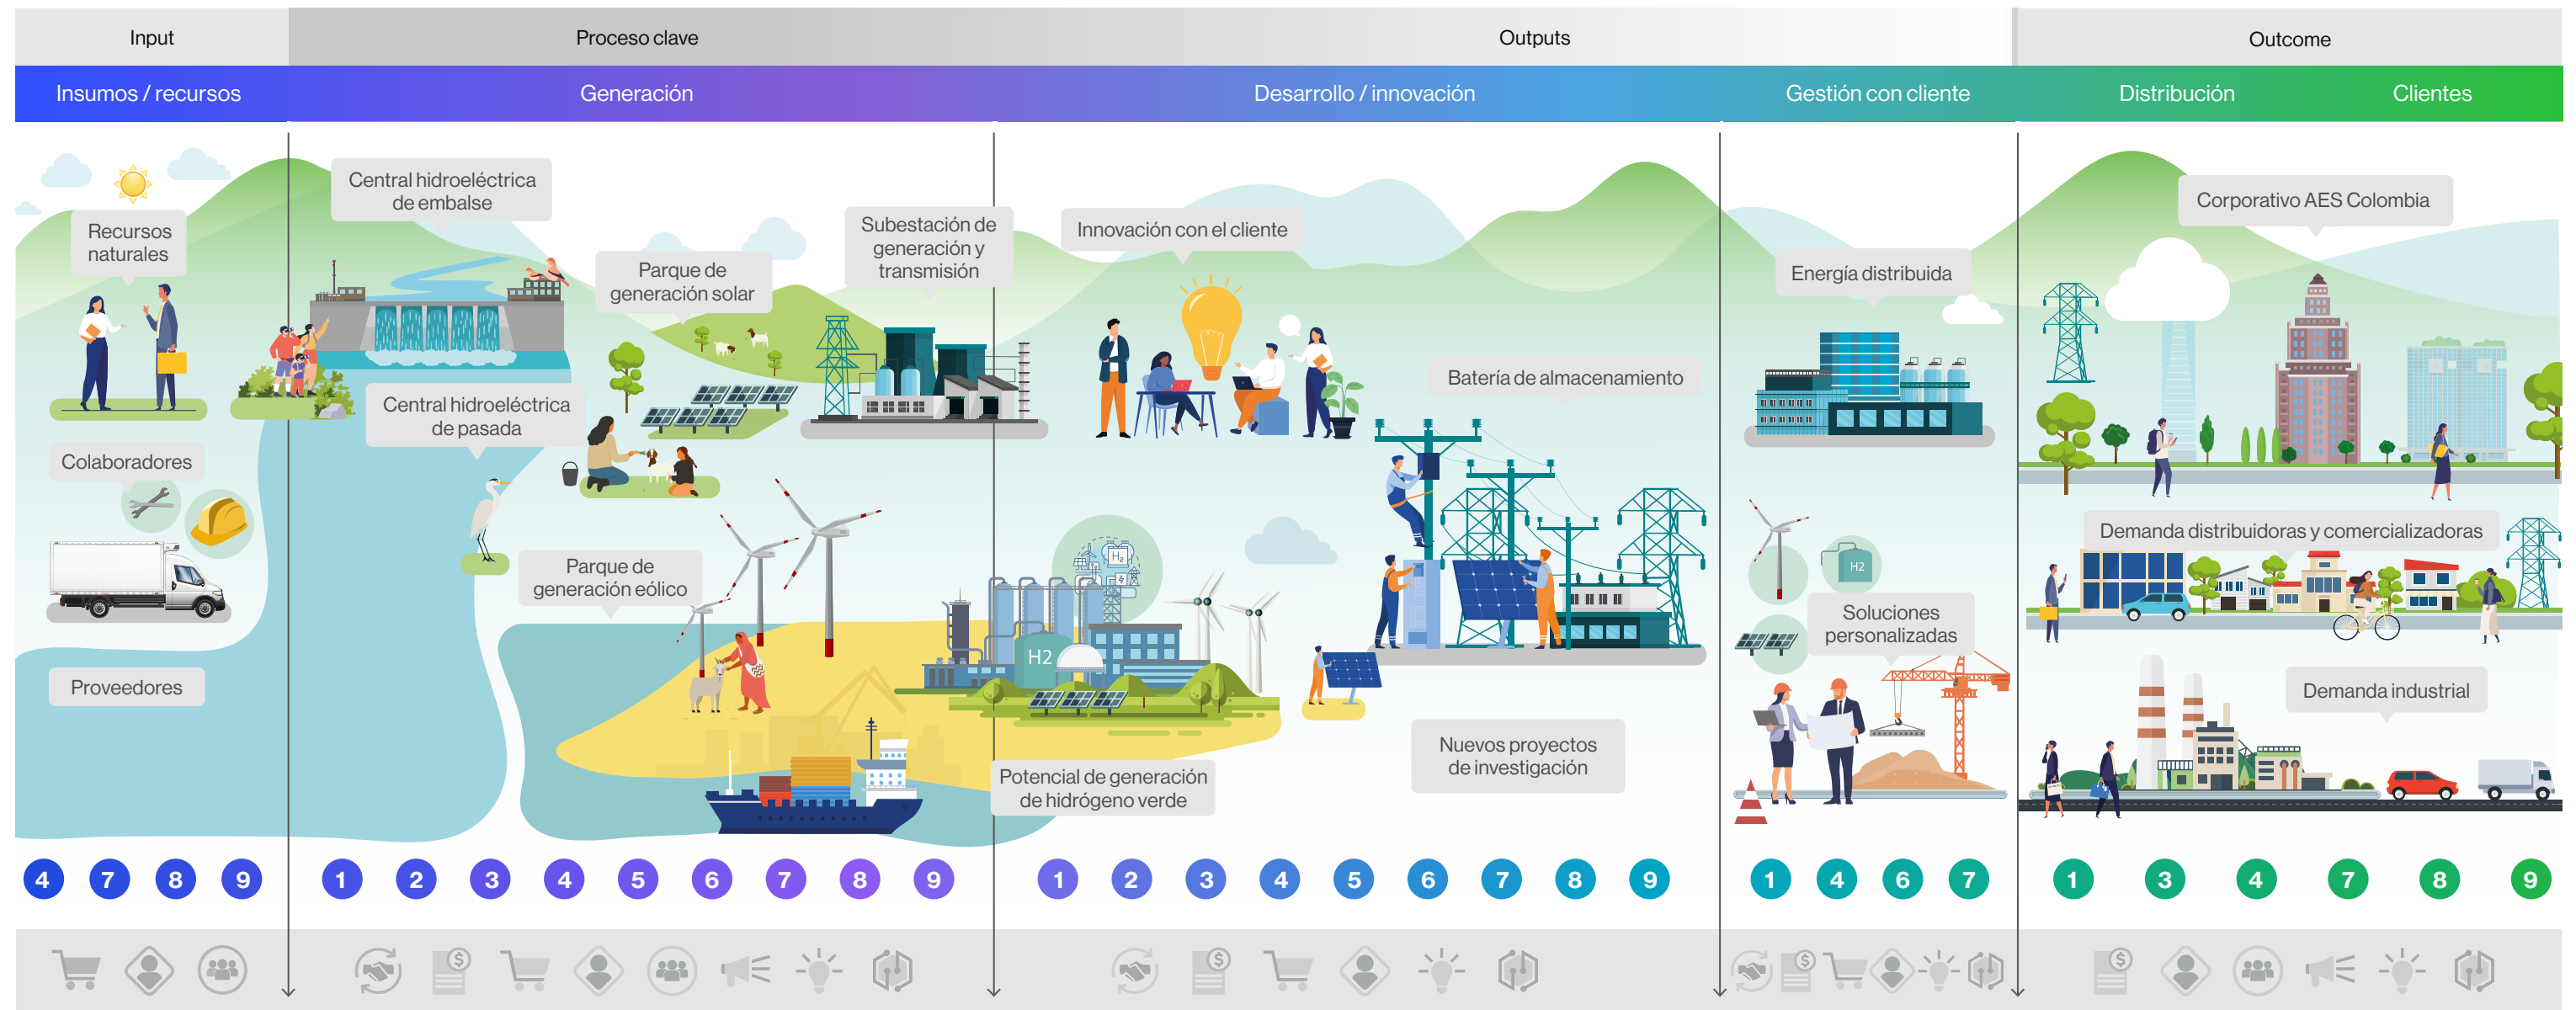 Input
Proceso clave
Outputs
Outcome
Insumos / recursos
Generación
Desarrollo / innovación
Gestión con cliente
Distribución
Clientes
Recursos
naturales
Colaboradores
Proveedores
Central hidroeléctrica
de embalse
Central hidroeléctrica
de pasada
Parque de
generación solar
Subestación de
generación y
transmisión
Parque de
generación eólico
Innovación con el cliente
Batería de almacenamiento
H2
H2
Potencial de generación
de hidrógeno verde
Nuevos proyectos
de investigación
Energía distribuida
H2
Soluciones
personalizadas
Corporativo AES Colombia
Demanda distribuidoras y comercializadoras
Demanda industrial
4 7 8 9
1 2 3 4 5 6 7 8 9
1 2 3 4 5 6 7 8 9
1 4 6 7
1 3 4 7 8 9
$
$
$
$